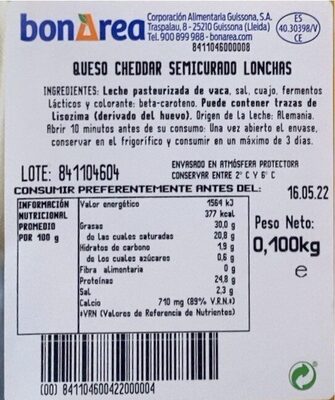 bonÀrea
Corporación Alimentaria Guissona, S.A.
Traspalau, 8 - 25210 Guissona (Lleida)
Tel. 900 899 988 - bonarea.com
ES
40.30398/V
CE
8411046000008
QUESO CHEDDAR SEMICURADO LONCHAS
INGREDIENTES: Leche pasteurizada de vaca, sal, cuajo, fermentos
lácticos y colorante: beta-caroteno. Puede contener trazas de
Lisozima (derivado del huevo). Origen de la Leche: Alemania.
Abrir 10 minutos antes de su consumo. Una vez abierto el envase,
conservar en el frigorífico y consumir en un máximo de 3 días.
LOTE: 841104604
ENVASADO EN ATMÓSFERA PROTECTORA
CONSERVAR ENTRE 2° C Y 6° C
CONSUMIR PREFERENTEMENTE ANTES DEL: 16.05.22
INFORMACIÓN NUTRICIONAL PROMEDIO POR 100 g
Valor energético 1564 kJ
377 kcal
Grasas 30,0 g
de las cuales saturadas 20,8 g
Hidratos de carbono 1,9 g
de los cuales azúcares 0,6 g
Fibra alimentaria 0 g
Proteínas 24,8 g
Sal 2,3 g
Calcio 710 mg (89% V.R.N*)
*VRN (Valores de Referencia de Nutrientes)
Peso Neto:
0,100kg
e
(00) 841104600422000004